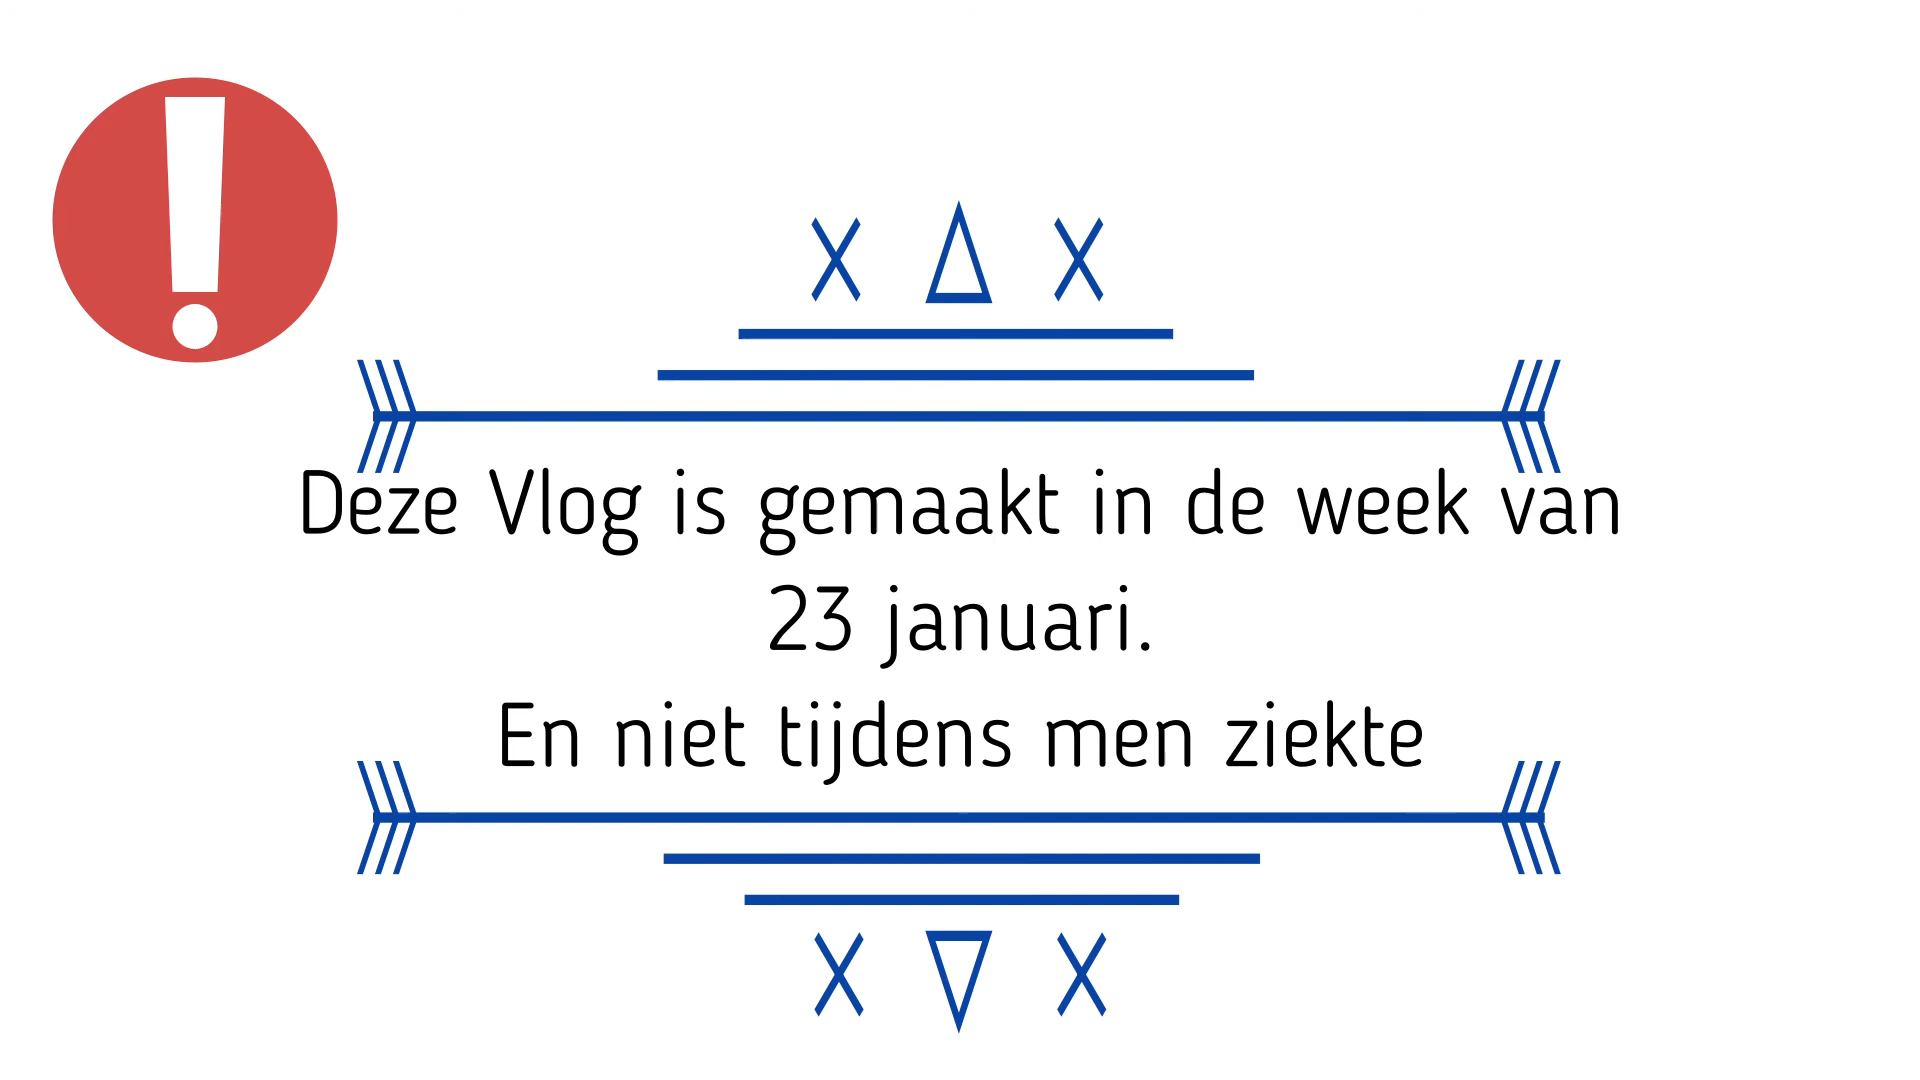 Deze Vlog is gemaakt in de week van
23 januari.
En niet tijdens men ziekte